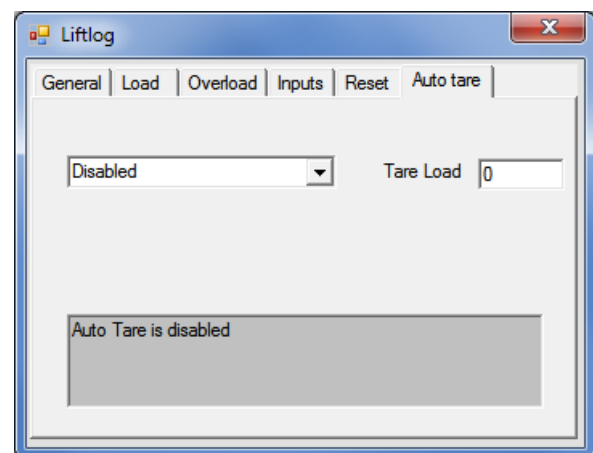 Liftlog
General Load Overload Inputs Reset Auto tare
Disabled Tare Load 0
Auto Tare is disabled